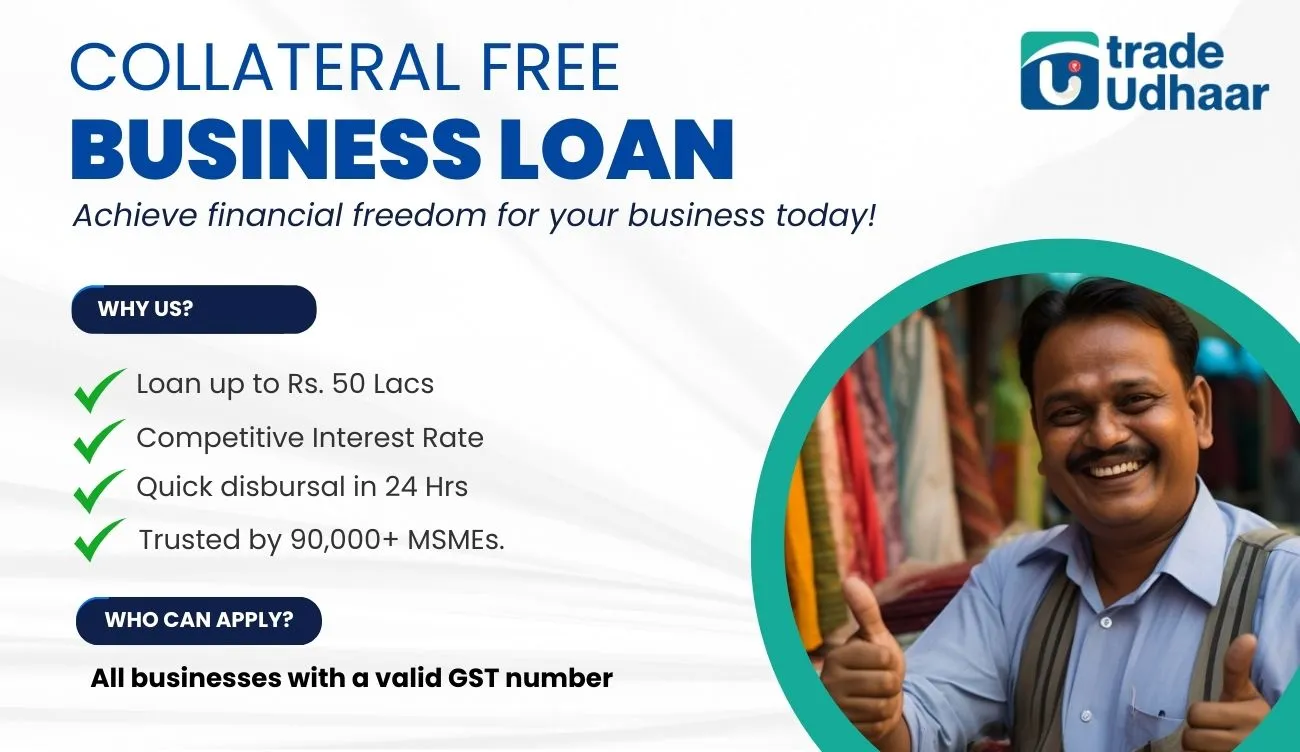 COLLATERAL FREE
BUSINESS LOAN
Achieve financial freedom for your business today!
trade
Udhaar
WHY US?
Loan up to Rs. 50 Lacs
Competitive Interest Rate
Quick disbursal in 24 Hrs
Trusted by 90,000+ MSMEs.
WHO CAN APPLY?
All businesses with a valid GST number